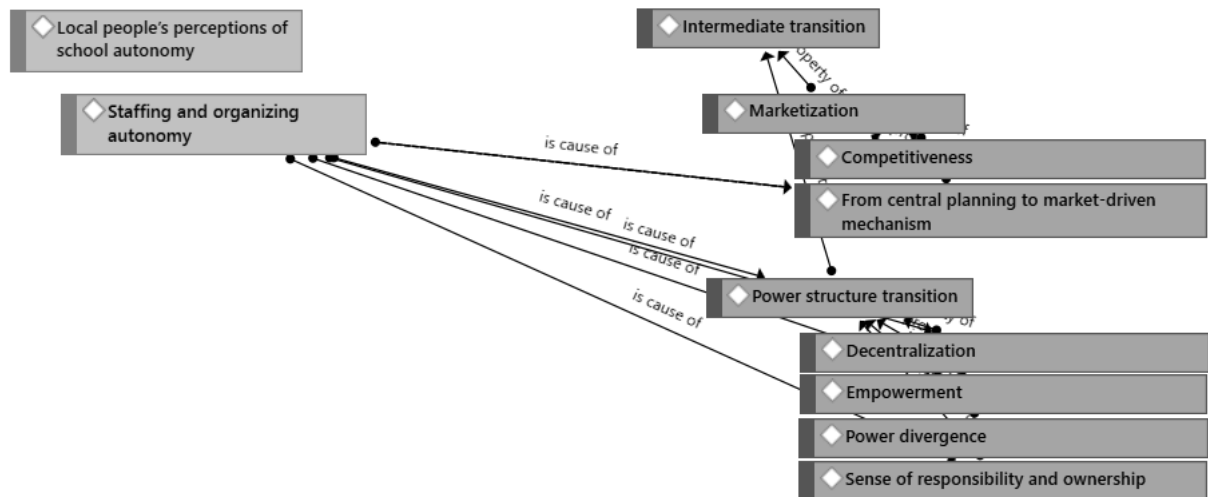 Local people's perceptions of
school autonomy
Staffing and organizing
autonomy
Intermediate transition
Marketization
Competitiveness
From central planning to market-driven
mechanism
is cause of
is cause of
is cause of
is cause of
is cause of
Power structure transition
Decentralization
Empowerment
Power divergence
Sense of responsibility and ownership